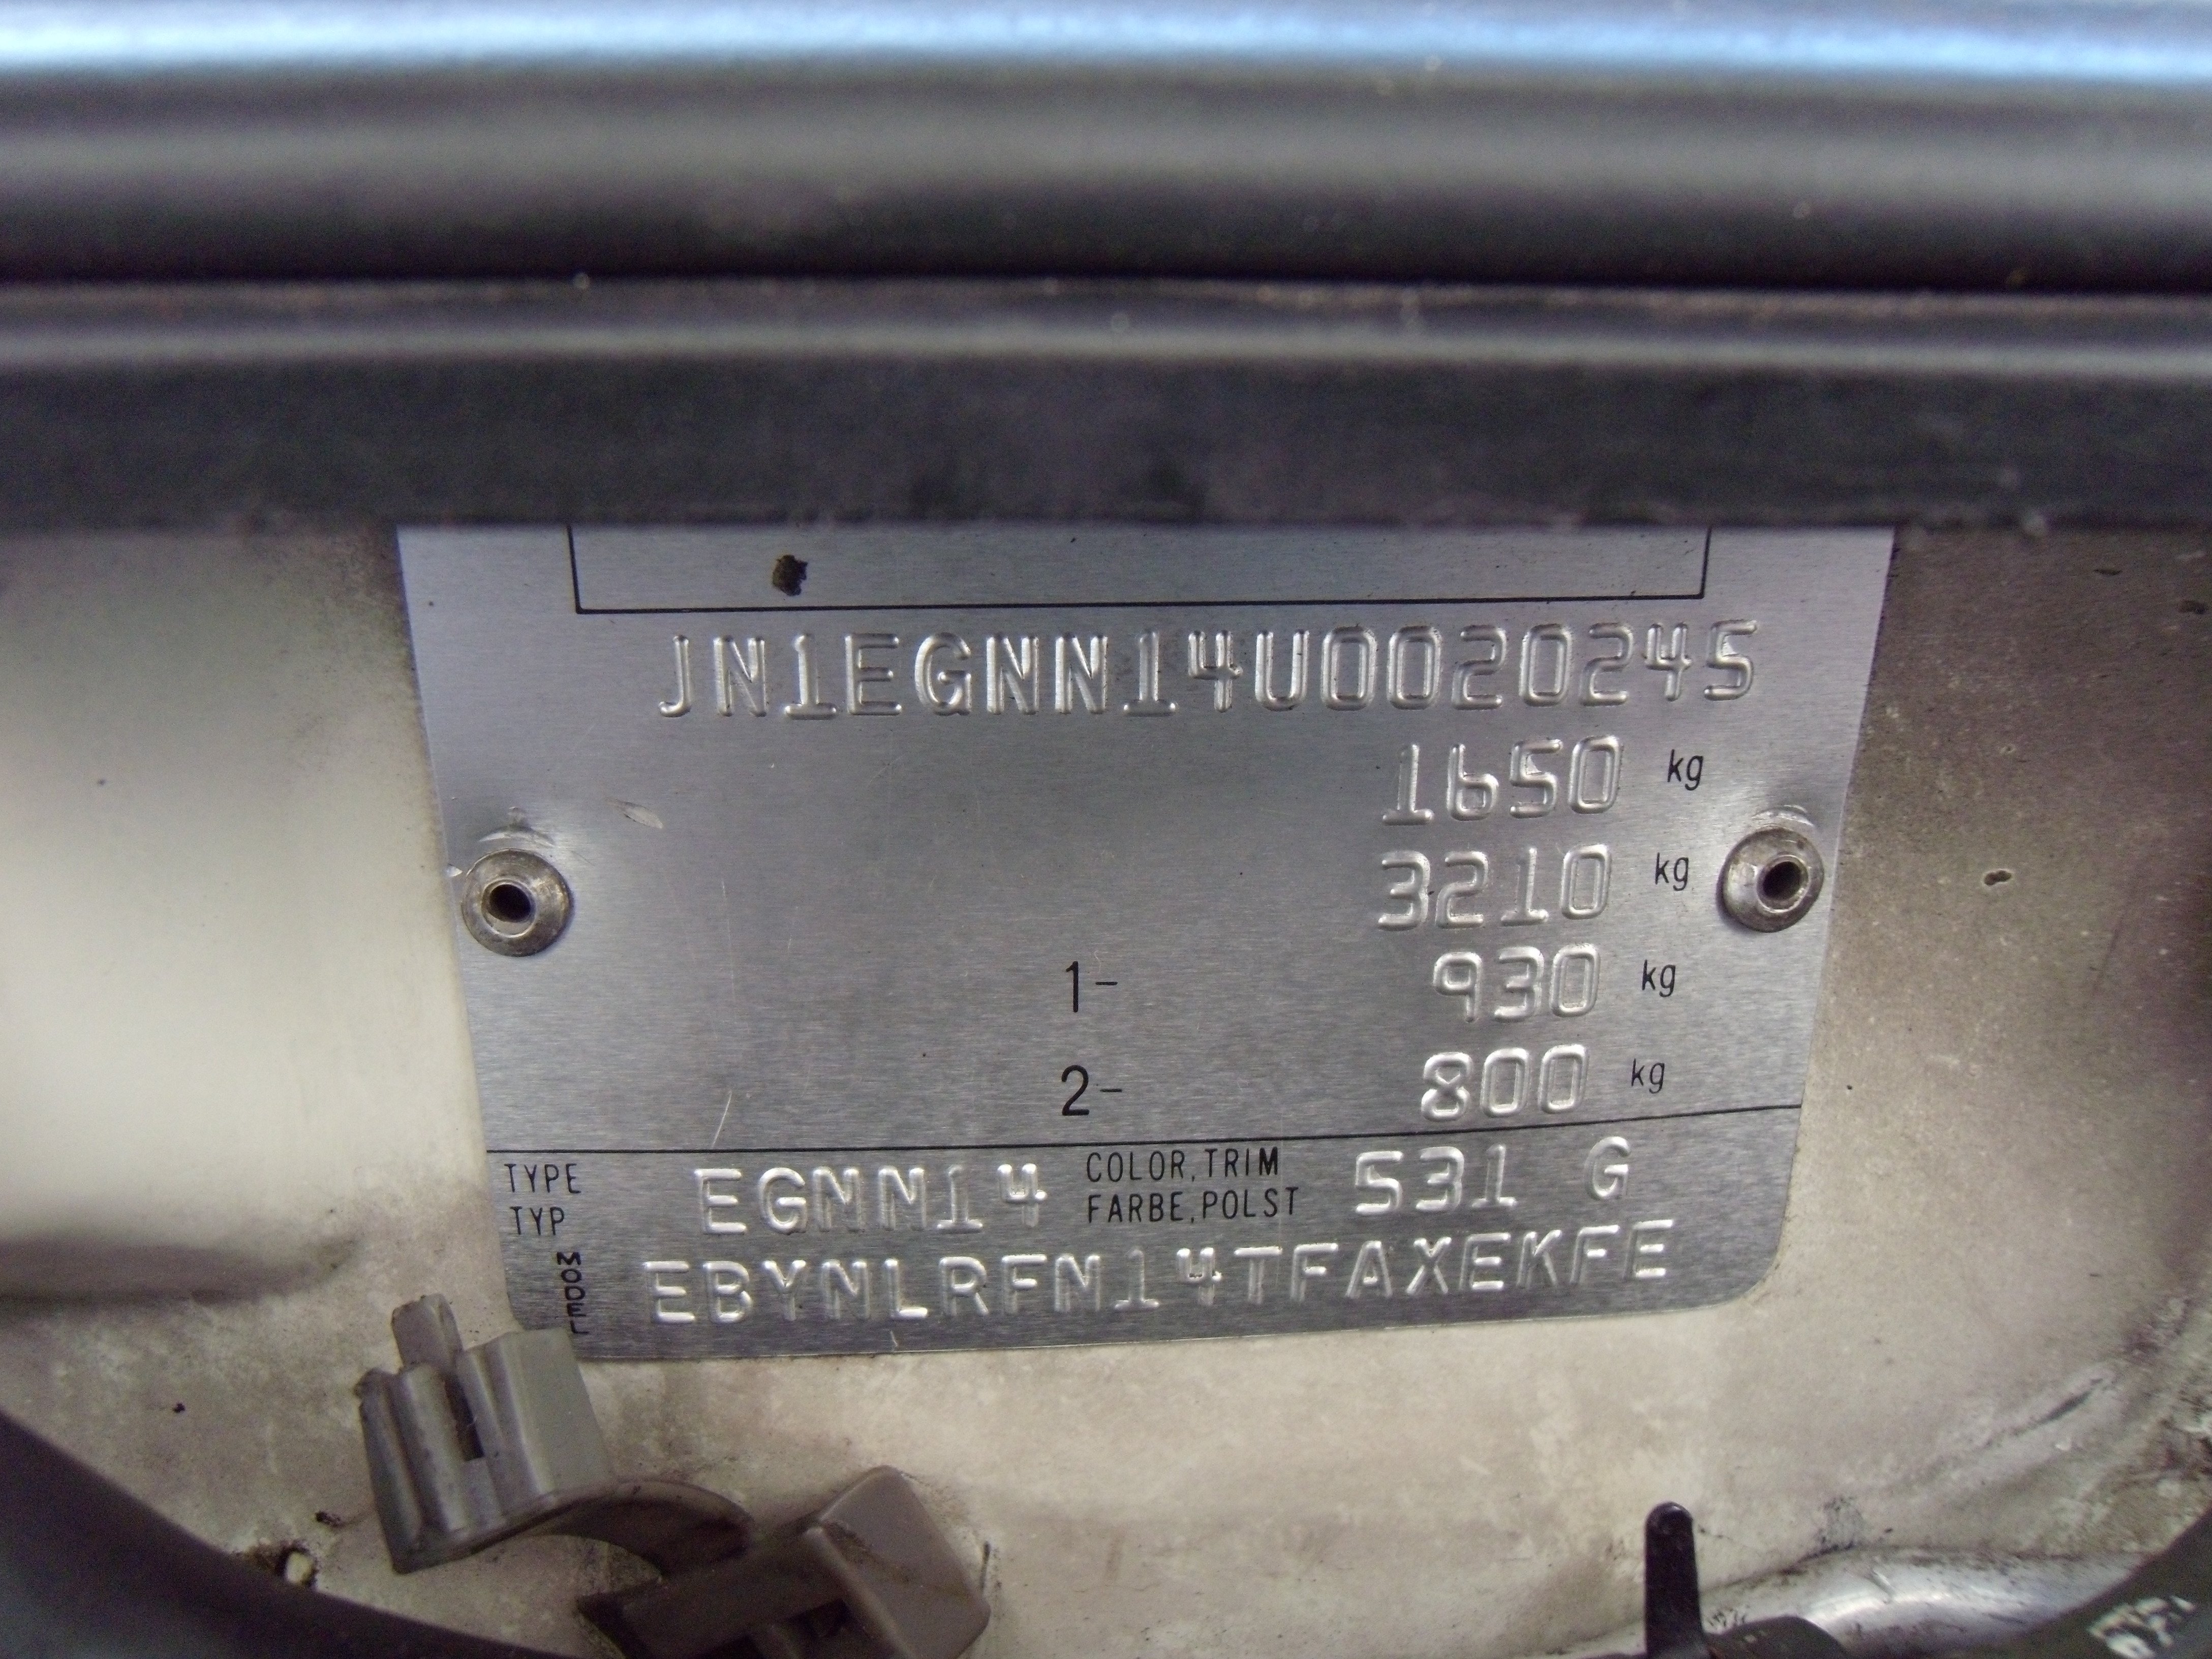 JN1EGNN14U0020245
1650 kg
3210 kg
1- 930 kg
2- 800 kg
TYPE EGNN14 COLOR,TRIM 531 G
TYP FARBE,POLST
MODEL EBYNLRFN14TFAXEKFE